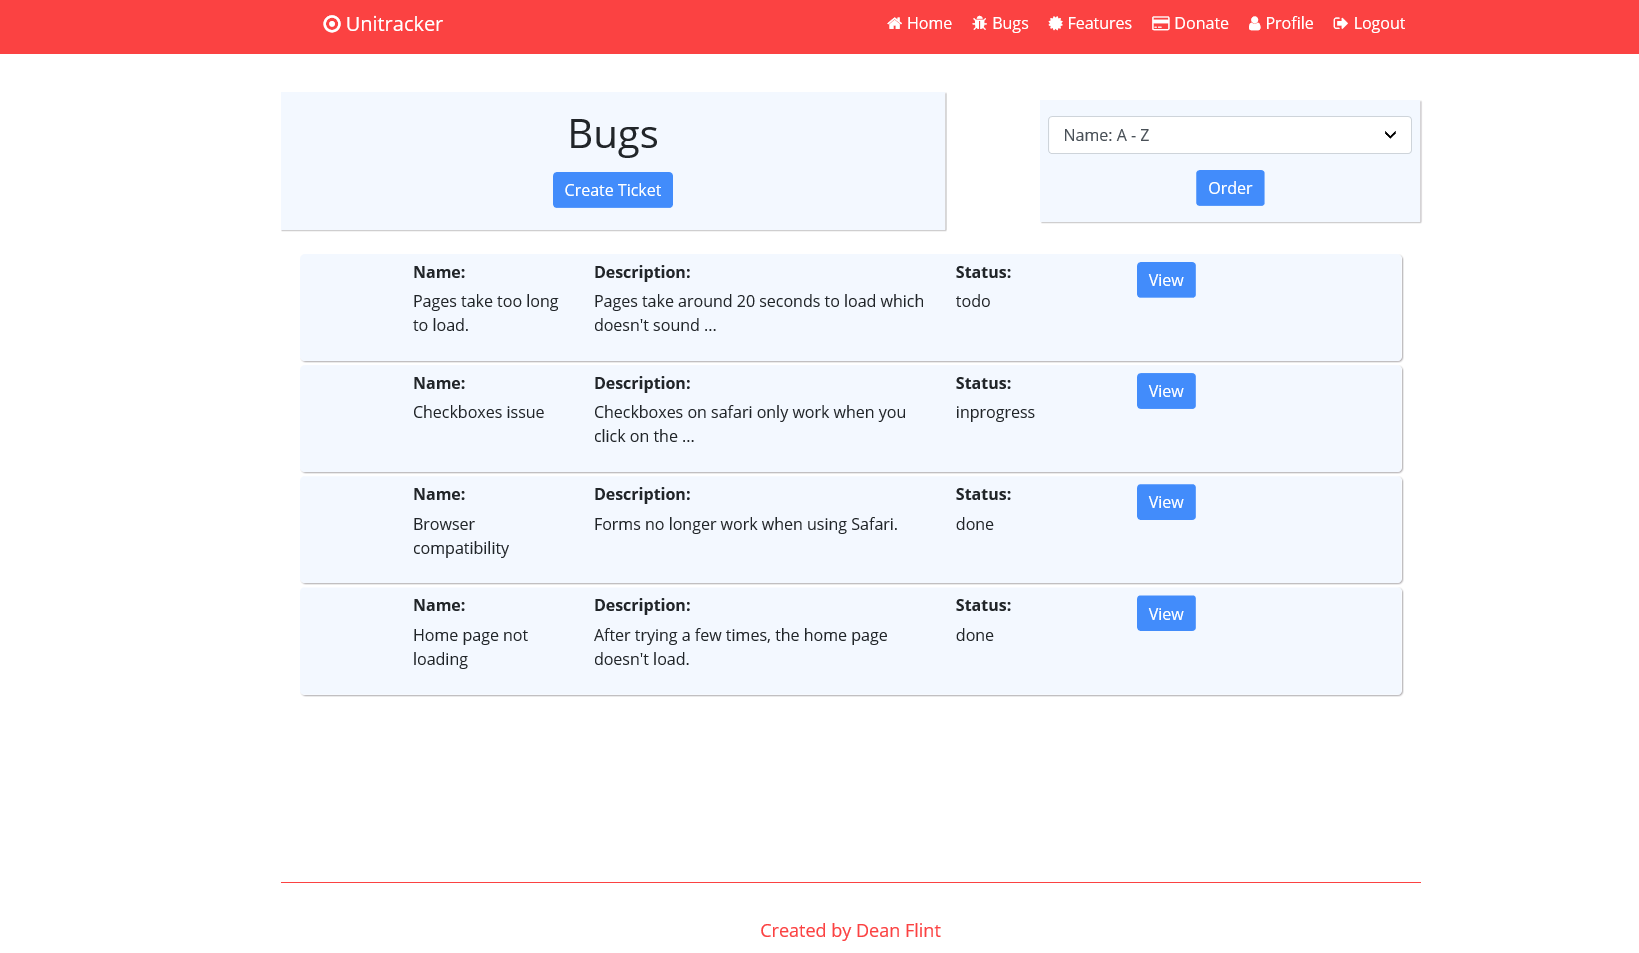 Unitracker
Home Bugs Features Donate Profile Logout
Bugs
Create Ticket
Name: A - Z
Order
Name: Description: Status: View
Pages take too long Pages take around 20 seconds to load which todo
to load. doesn't sound ...
Name: Description: Status: View
Checkboxes issue Checkboxes on safari only work when you inprogress
click on the ...
Name: Description: Status: View
Browser Forms no longer work when using Safari. done
compatibility
Name: Description: Status: View
Home page not After trying a few times, the home page done
loading doesn't load.
Created by Dean Flint